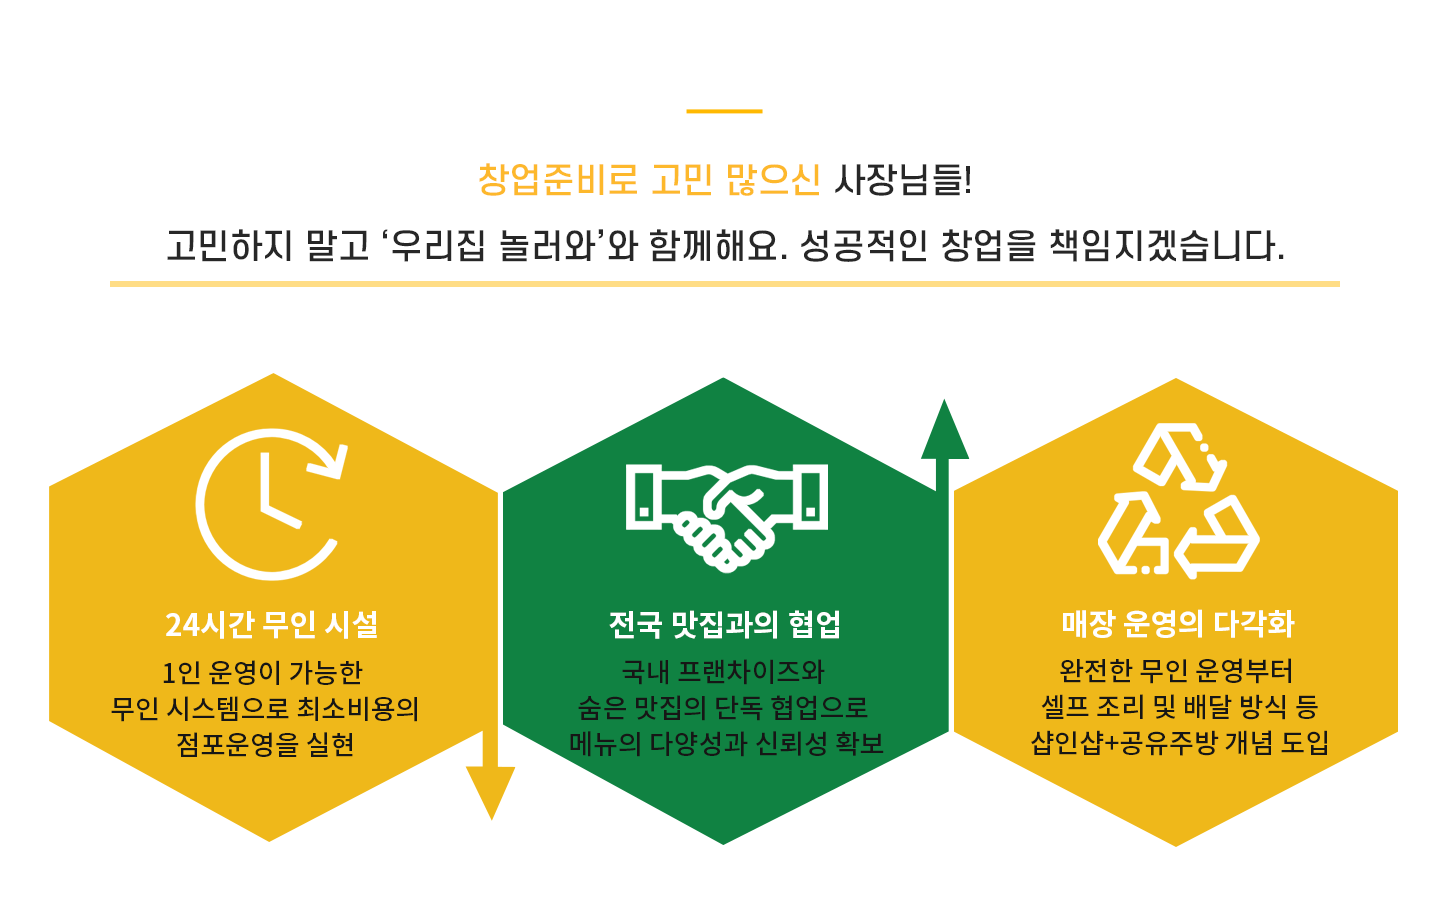 창업준비로 고민 많으신 사장님들!
고민하지 말고 ‘우리집 놀러와’와 함께해요. 성공적인 창업을 책임지겠습니다.
24시간 무인 시설
1인 운영이 가능한
무인 시스템으로 최소비용의
점포운영을 실현
전국 맛집과의 협업
국내 프랜차이즈와
숨은 맛집의 단독 협업으로
메뉴의 다양성과 신뢰성 확보
매장 운영의 다각화
완전한 무인 운영부터
셀프 조리 및 배달 방식 등
샵인샵+공유주방 개념 도입